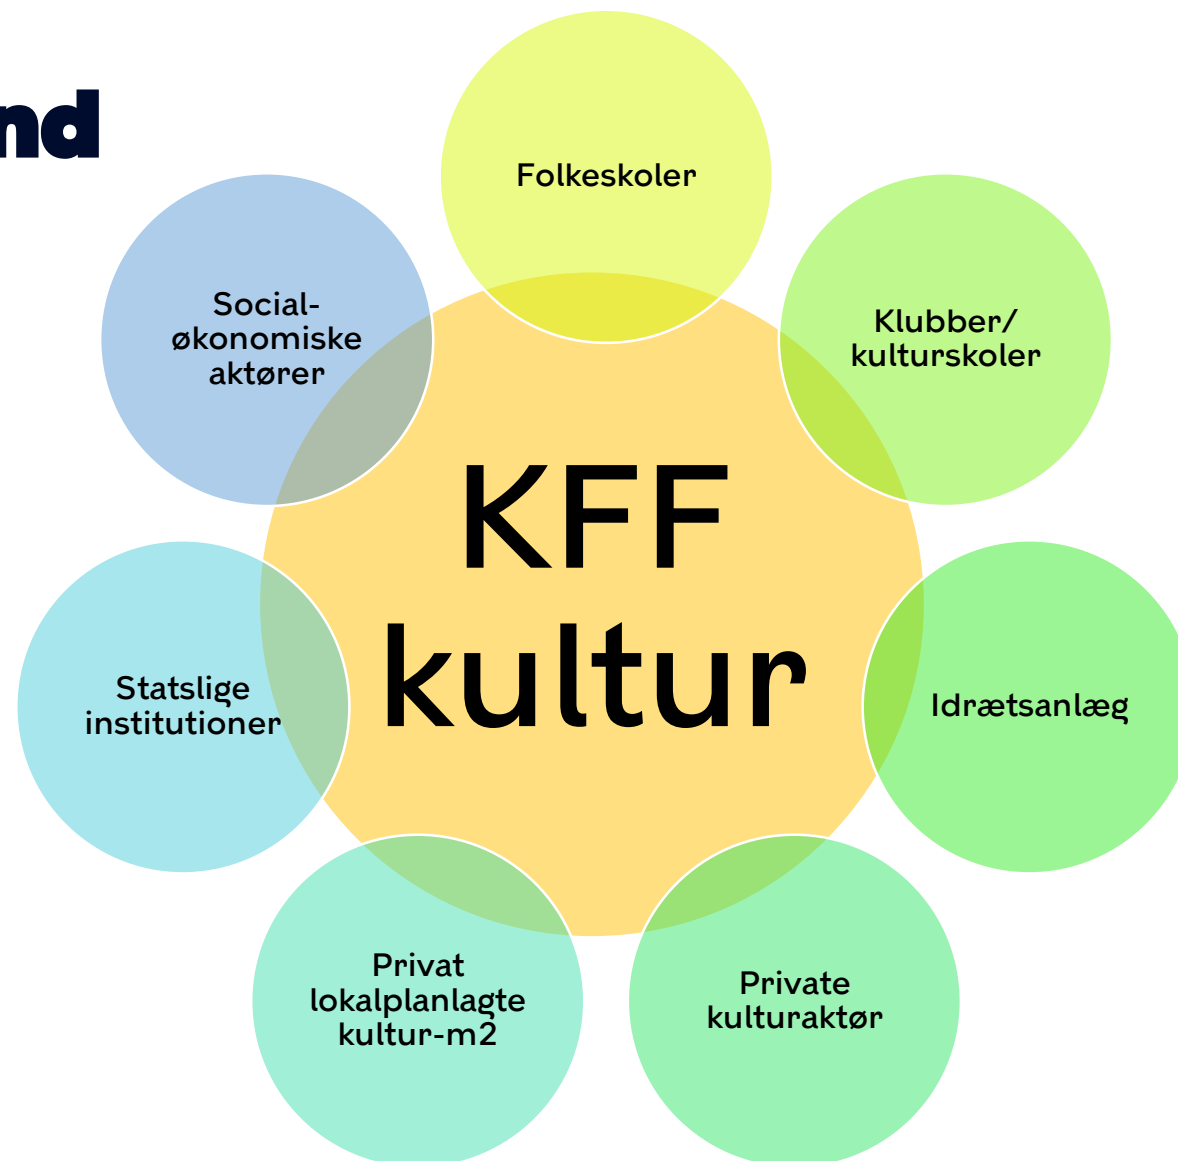 nd
Folkeskoler
Social-
økonomiske
aktører
Klubber/
kulturskoler
KFF
kultur
Statslige
institutioner
Idrætsanlæg
Privat
lokalplanlagte
kultur-m2
Private
kulturaktør